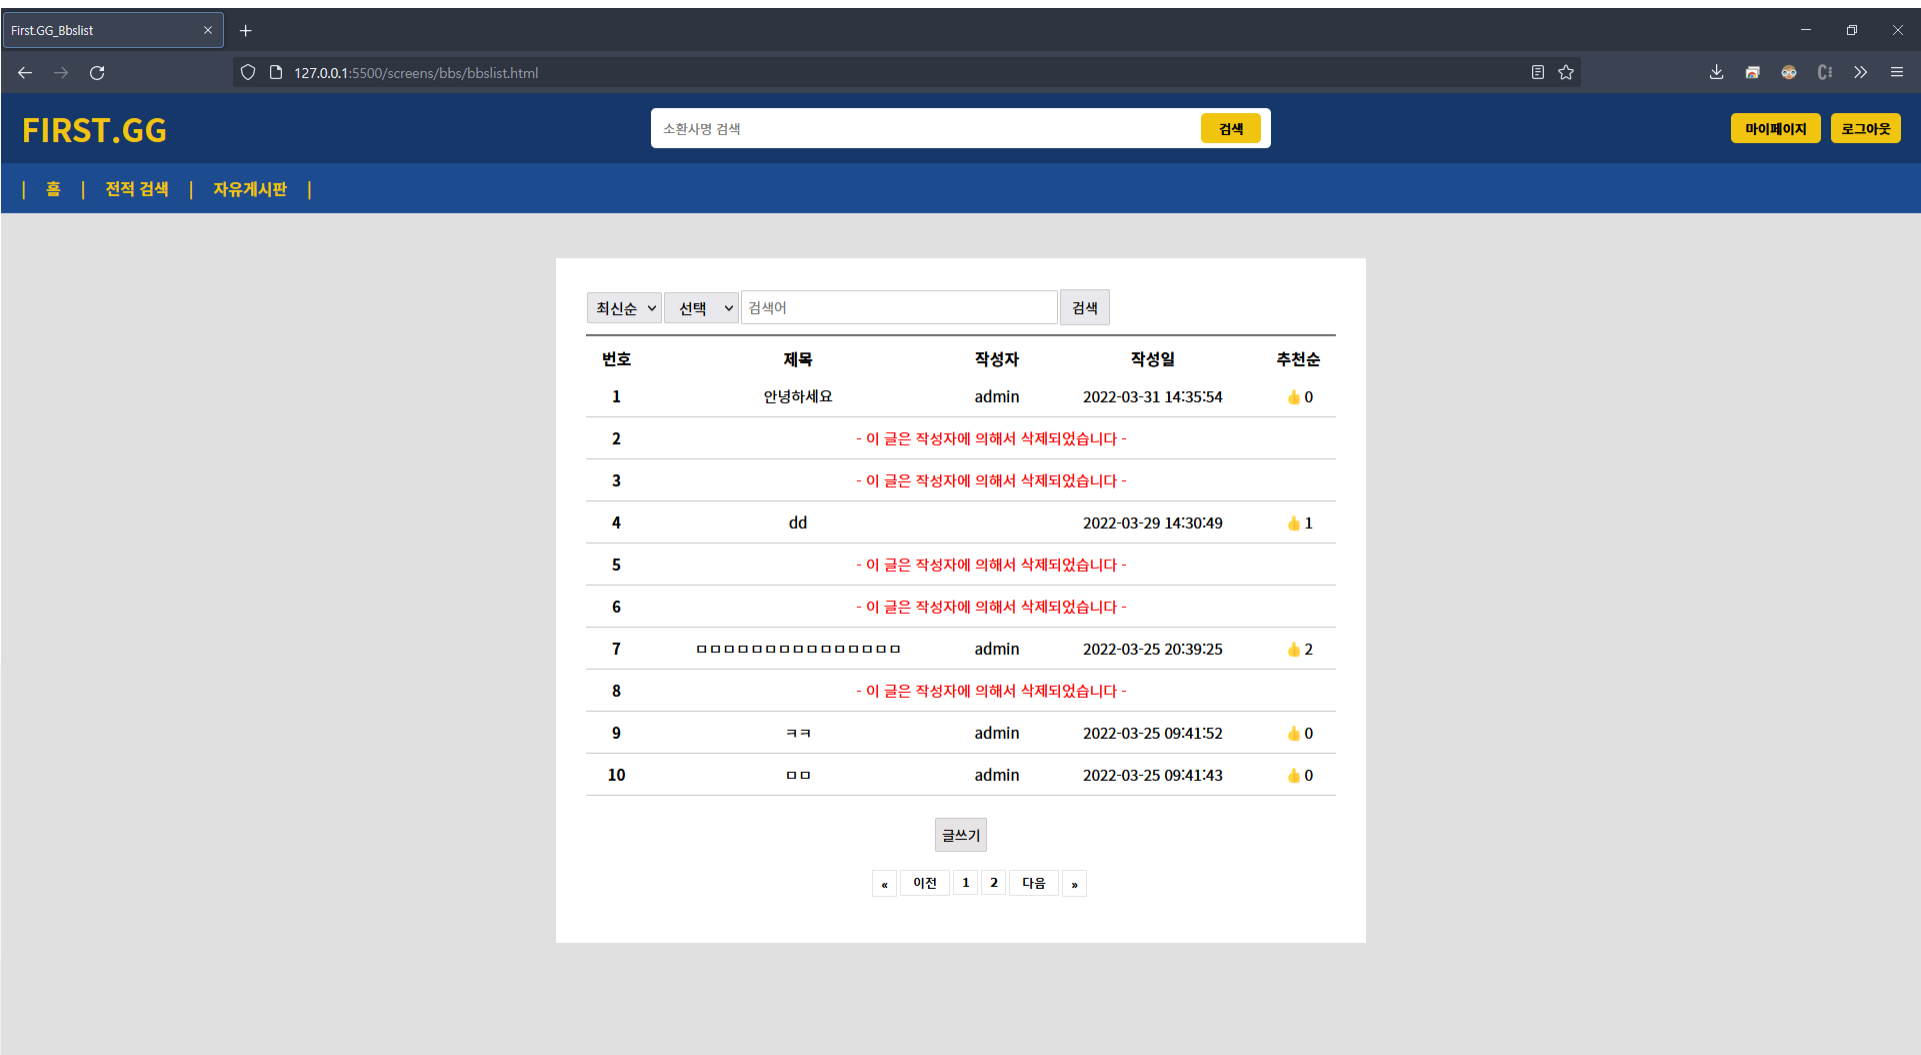 First.GG_Bbslist
127.0.0.1:5500/screens/bbs/bbslist.html
FIRST.GG
소환사명 검색
검색
마이페이지
로그아웃
| 홈 | 전적 검색 | 자유게시판 |
최신순 선택 검색어 검색
번호 제목 작성자 작성일 추천순
1 안녕하세요 admin 2022-03-31 14:35:54 👍 0
2 - 이 글은 작성자에 의해서 삭제되었습니다 -
3 - 이 글은 작성자에 의해서 삭제되었습니다 -
4 dd 2022-03-29 14:30:49 👍 1
5 - 이 글은 작성자에 의해서 삭제되었습니다 -
6 - 이 글은 작성자에 의해서 삭제되었습니다 -
7 ㅁㅁㅁㅁㅁㅁㅁㅁㅁㅁㅁㅁㅁㅁㅁ admin 2022-03-25 20:39:25 👍 2
8 - 이 글은 작성자에 의해서 삭제되었습니다 -
9 ㅋㅋ admin 2022-03-25 09:41:52 👍 0
10 ㅁㅁ admin 2022-03-25 09:41:43 👍 0
글쓰기
« 이전 1 2 다음 »